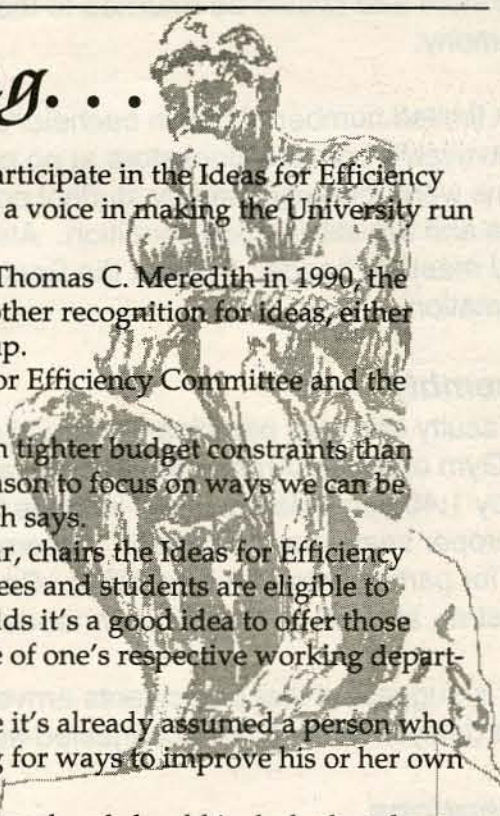 g. . .
articipate in the Ideas for Efficiency
a voice in making the University run
Thomas C. Meredith in 1990, the
other recognition for ideas, either
up.
or Efficiency Committee and the
n tighter budget constraints than
ason to focus on ways we can be
h says.
ar, chairs the Ideas for Efficiency
ees and students are eligible to
lds it's a good idea to offer those
e of one's respective working depart-
e it's already assumed a person who
g for ways to improve his or her own